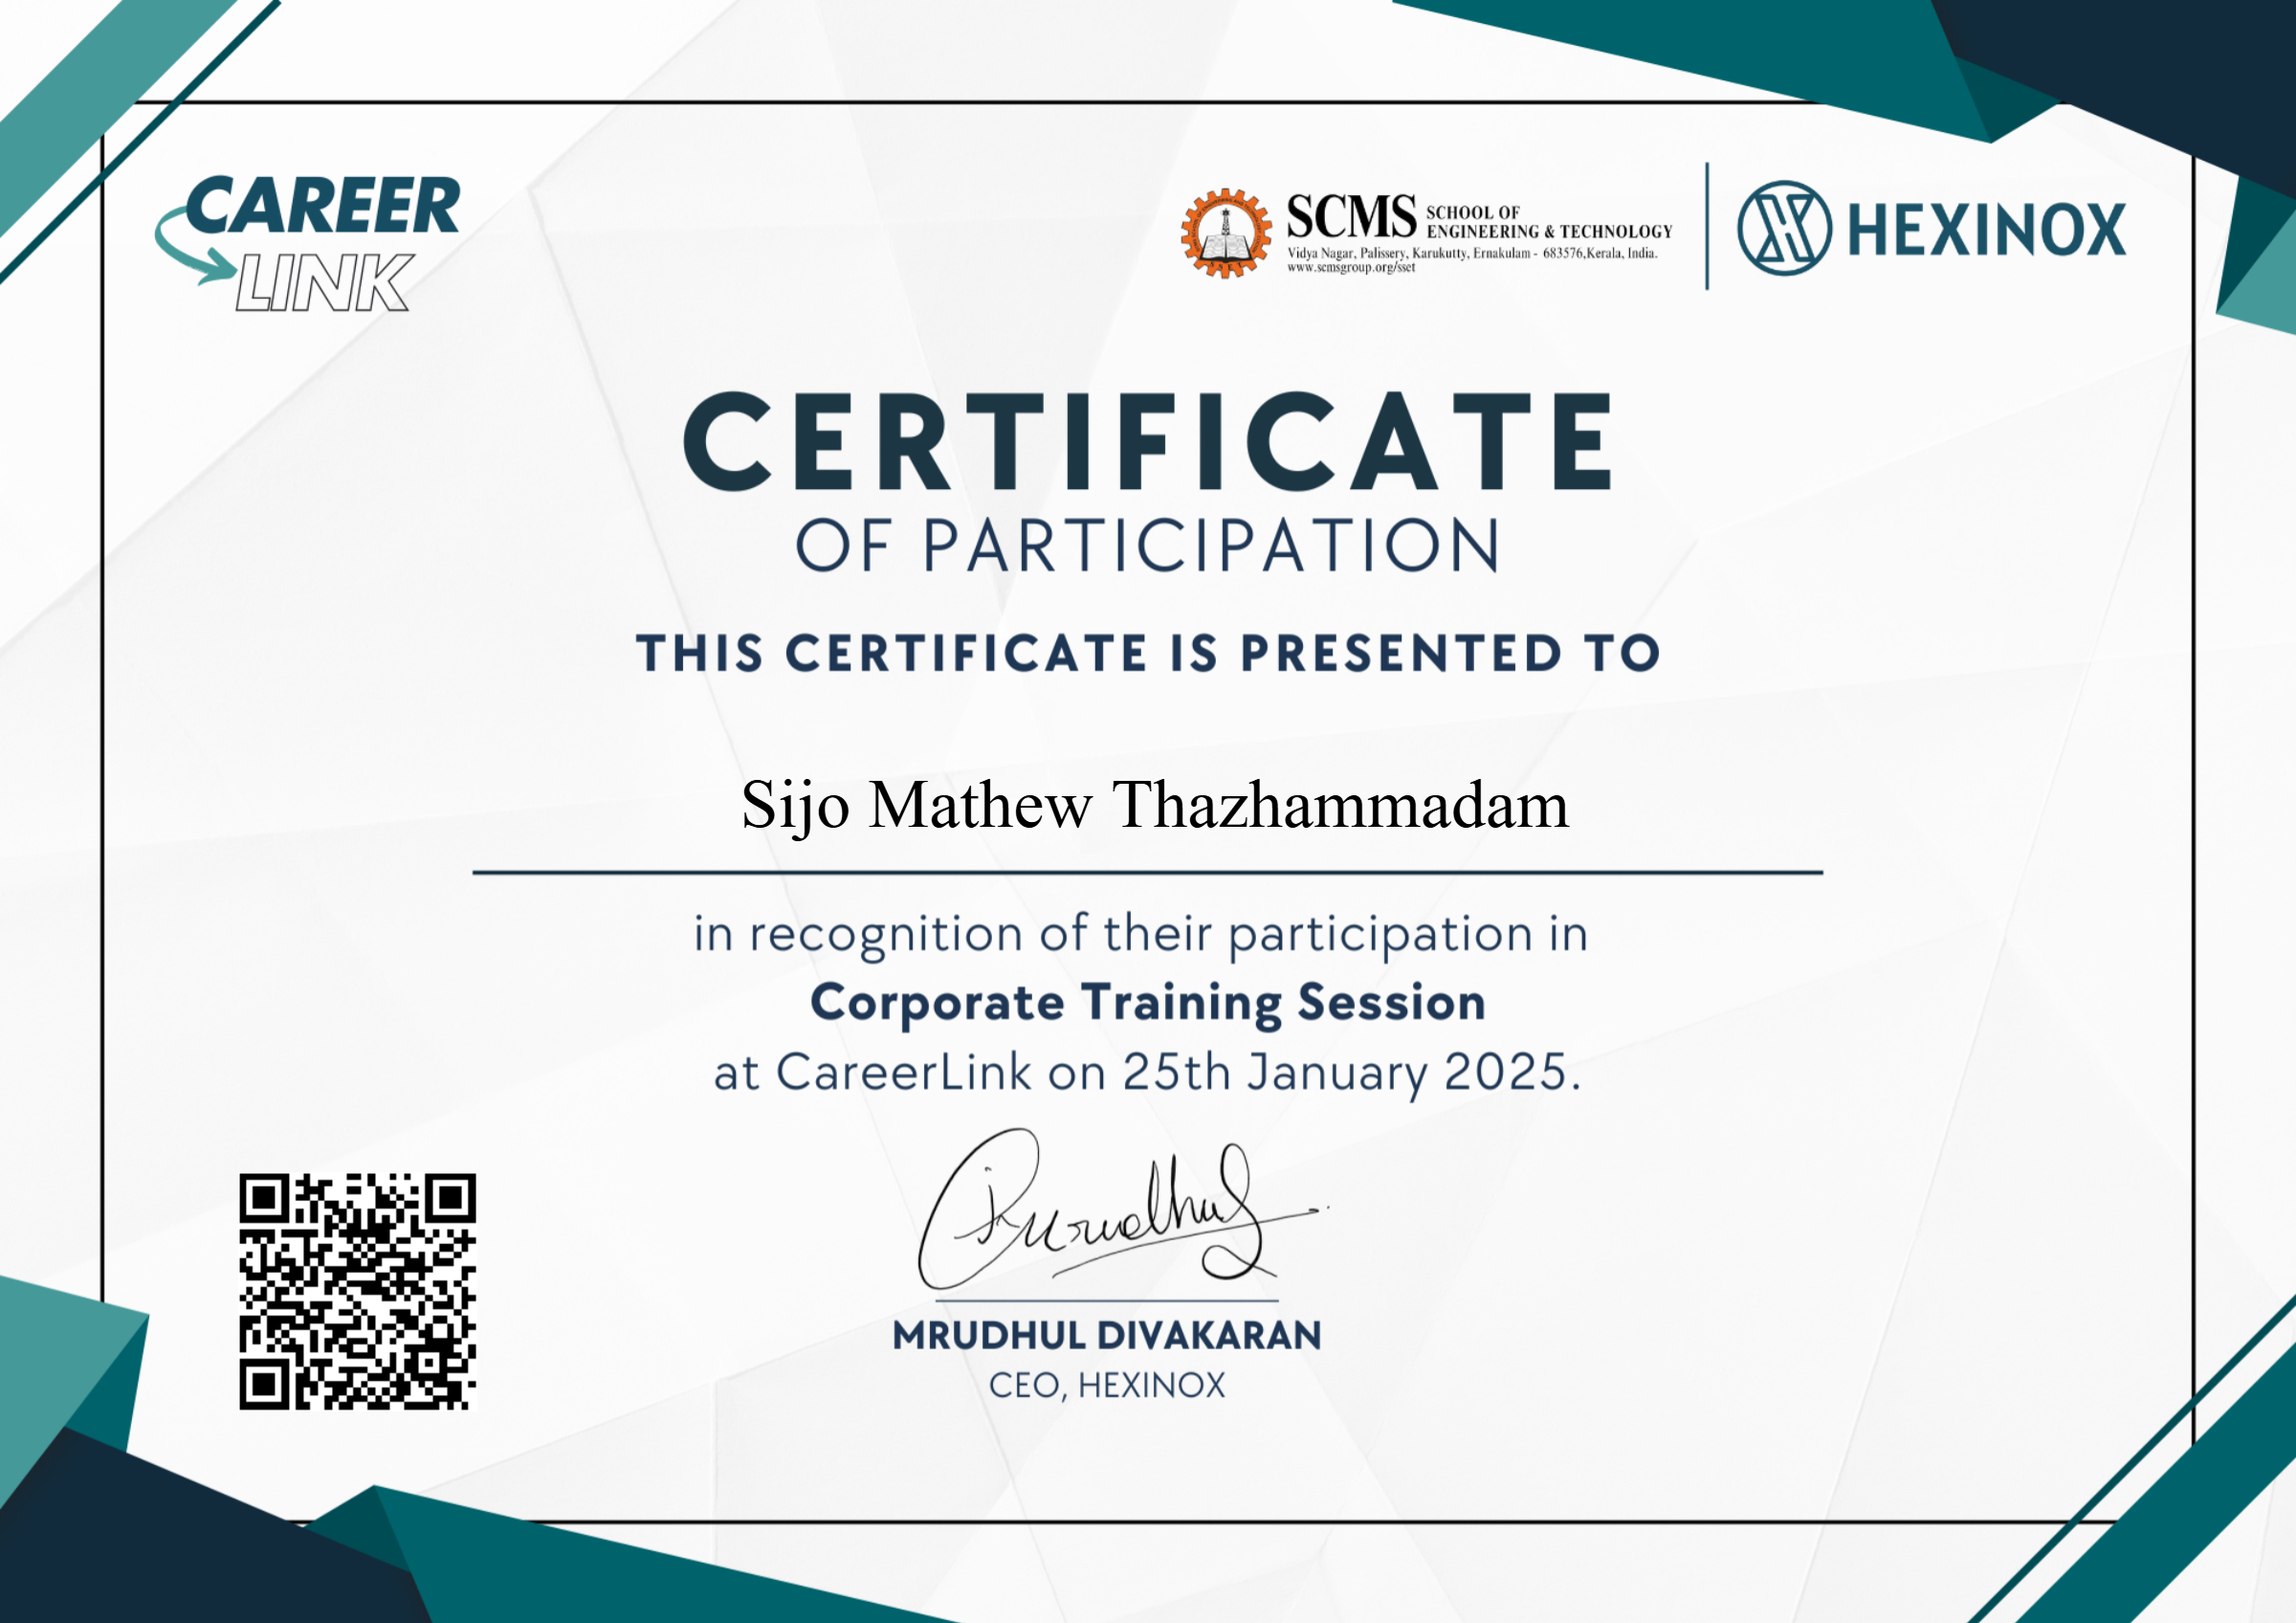 CAREER
LINK
SCMS SCHOOL OF
ENGINEERING & TECHNOLOGY
Vidya Nagar, Palissery, Karukutty, Ernakulam - 683576,Kerala, India.
www.scmsgroup.org/sset
HEXINOX
CERTIFICATE
OF PARTICIPATION
THIS CERTIFICATE IS PRESENTED TO
Sijo Mathew Thazhammadam
in recognition of their participation in
Corporate Training Session
at CareerLink on 25th January 2025.
MRUDHUL DIVAKARAN
CEO, HEXINOX